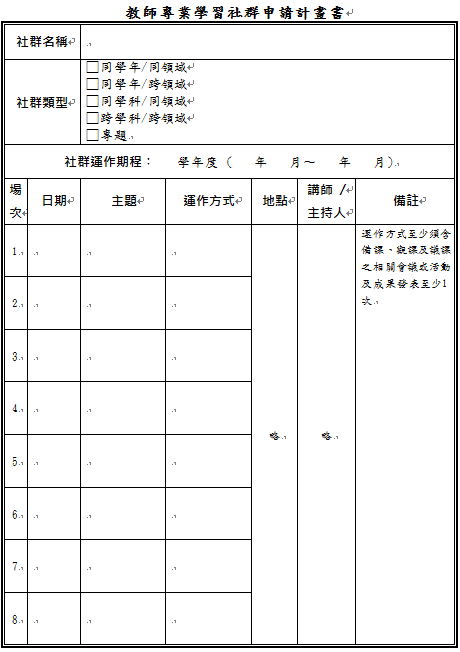 教師專業學習社群申請計畫書
社群名稱
社群類型
□同學年/同領域
□同學年/跨領域
□同學科/同領域
□跨學科/跨領域
□專題
社群運作期程： 學年度（ 年 月～ 年 月)
場次 日期 主題 運作方式 地點 講師 /主持人 備註
1.
略
略
運作方式至少須含
備課、觀課及議課
之相關會議或活動
及成果發表至少1
次
2.
3.
4.
5.
6.
7.
8.